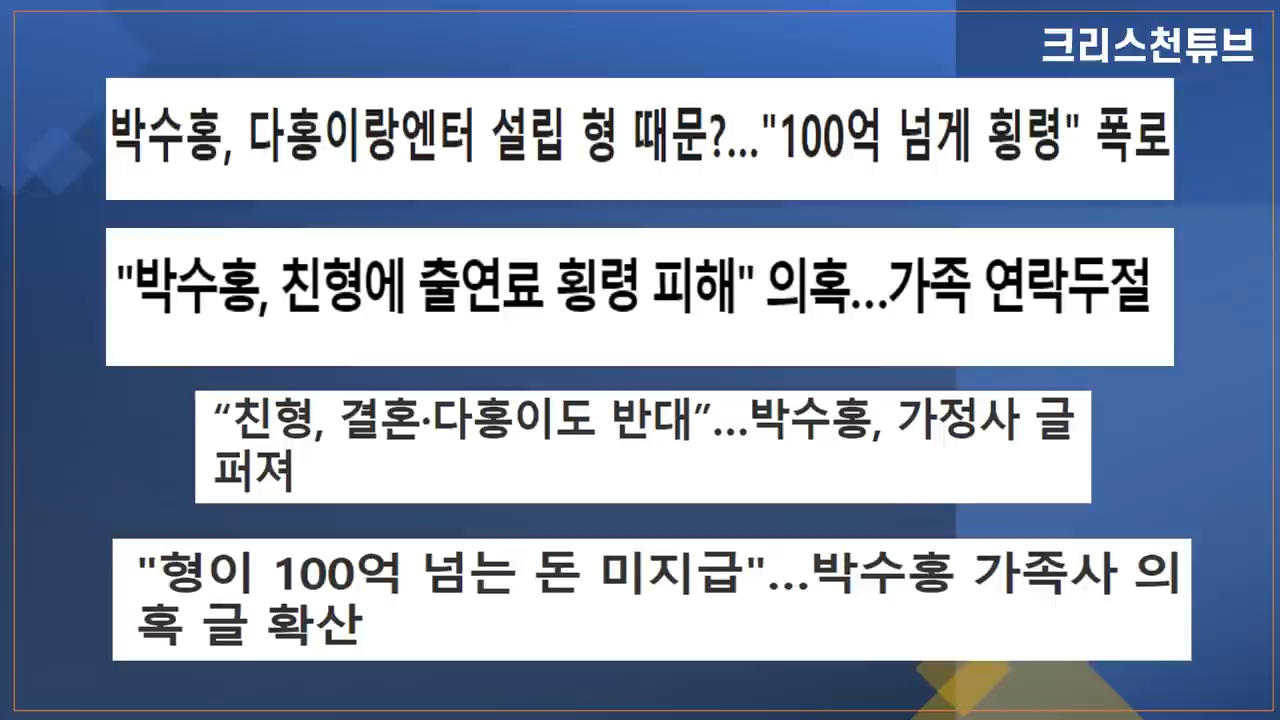 크리스천튜브
박수홍, 다홍이랑엔터 설립 형 때문?..."100억 넘게 횡령" 폭로
"박수홍, 친형에 출연료 횡령 피해" 의혹...가족 연락두절
“친형, 결혼·다홍이도 반대”...박수홍, 가정사 글
퍼져
"형이 100억 넘는 돈 미지급"...박수홍 가족사 의
혹 글 확산